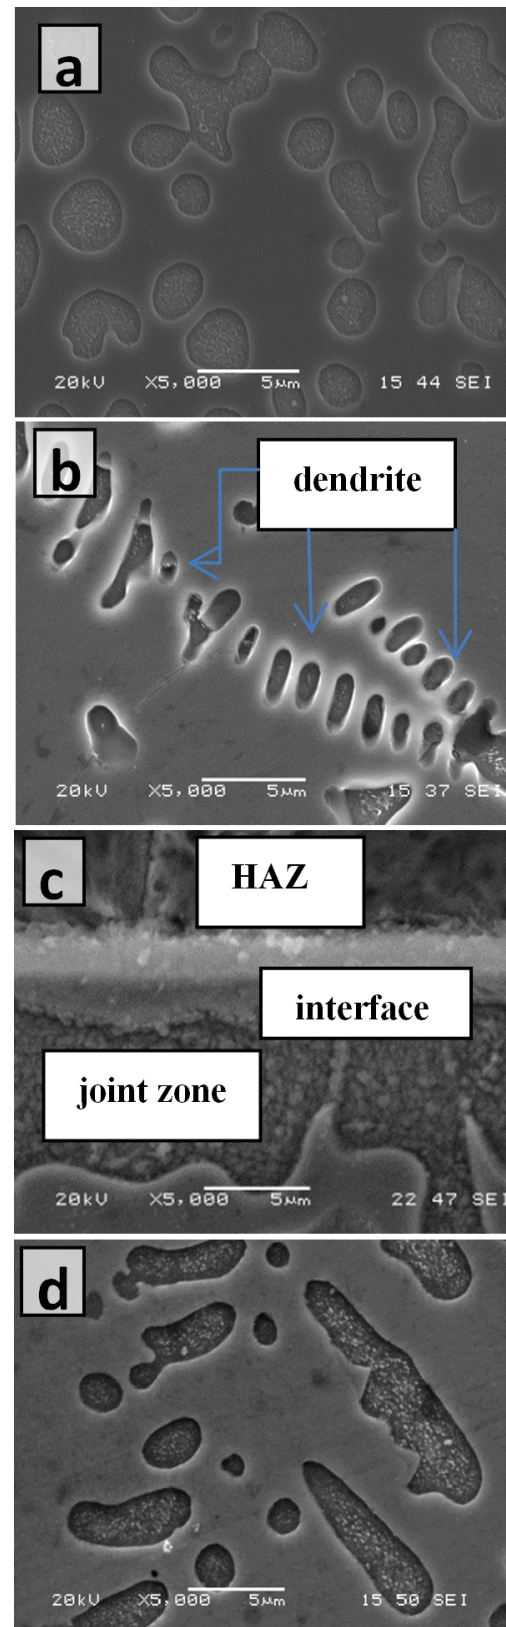 a
20kV X5,000 5μm 15 44 SEI
b
dendrite
20kV X5,000 5μm 15 37 SEI
c
HAZ
interface
joint zone
20kV X5,000 5μm 22 47 SEI
d
20kV X5,000 5μm 15 50 SEI